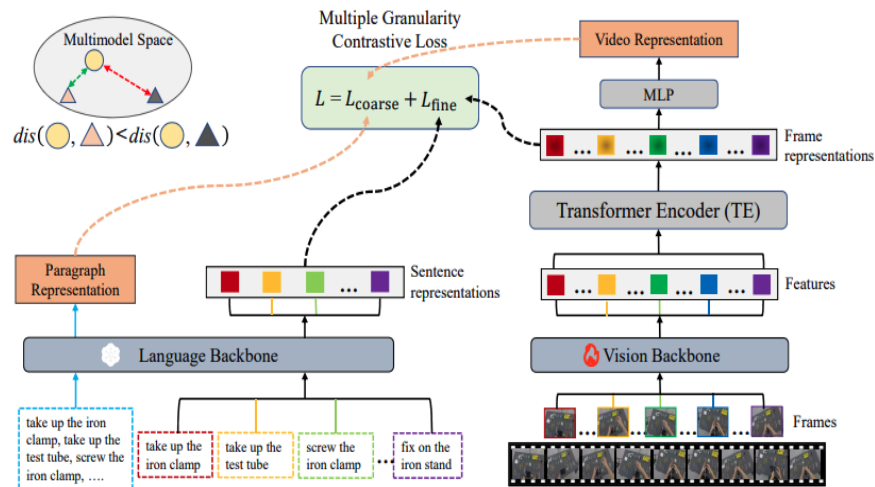 Multimodel Space
dis( , )<dis( , )
Multiple Granularity
Contrastive Loss
L = L_coarse + L_fine
Video Representation
MLP
Frame
representations
Transformer Encoder (TE)
Paragraph
Representation
Sentence
representations
Features
Language Backbone
Vision Backbone
take up the iron
clamp, take up the
test tube, screw the
iron clamp, ….
take up the
iron clamp
take up the
test tube
screw the
iron clamp
...
fix on the
iron stand
Frames